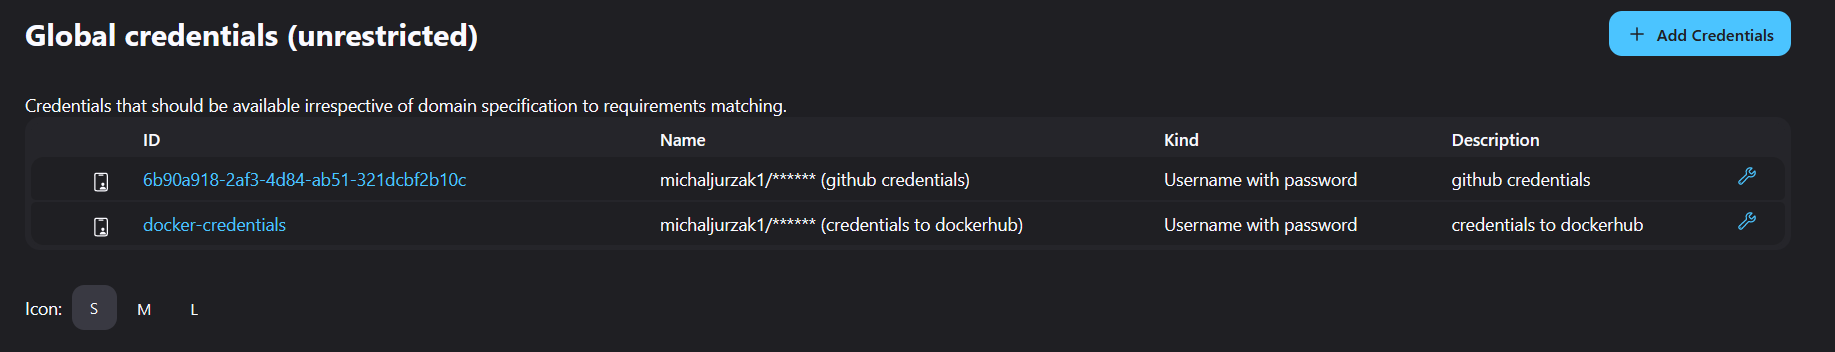 Global credentials (unrestricted)
+ Add Credentials
Credentials that should be available irrespective of domain specification to requirements matching.
ID Name Kind Description
6b90a918-2af3-4d84-ab51-321dcbf2b10c michaljurzak1/****** (github credentials) Username with password github credentials
docker-credentials michaljurzak1/****** (credentials to dockerhub) Username with password credentials to dockerhub
Icon: S M L